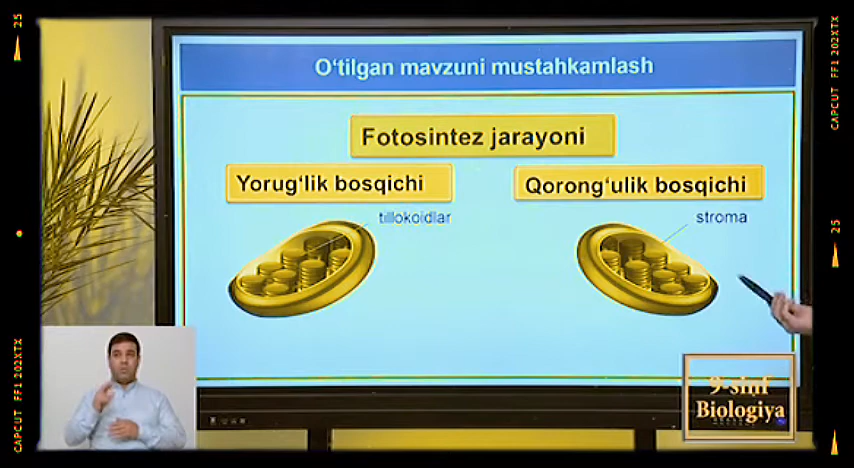 25
CAPCUT FF1 202XTX
O‘tilgan mavzuni mustahkamlash
Fotosintez jarayoni
Yorug‘lik bosqichi
Qorong‘ulik bosqichi
tillokoidlar
stroma
25
CAPCUT FF1 202XTX
9-sinf
Biologiya